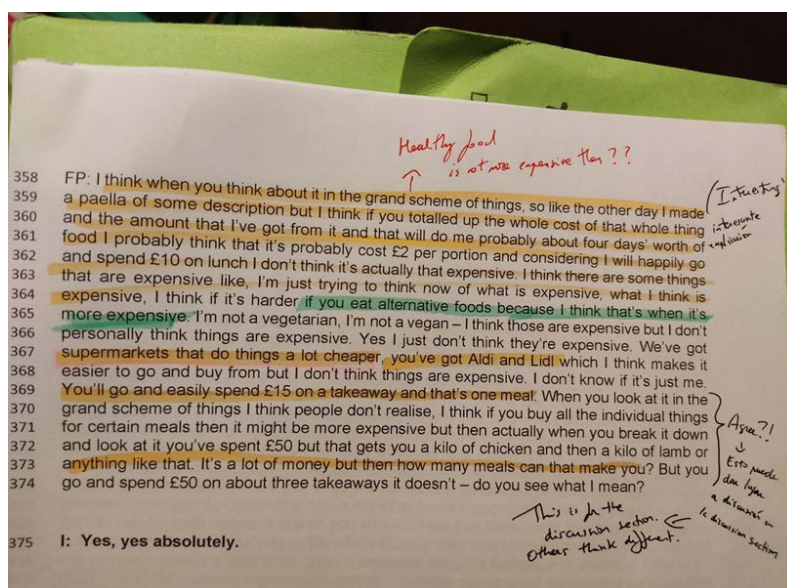 Healthy food
is not more expensive then ??
358 FP: I think when you think about it in the grand scheme of things, so like the other day I made
359 a paella of some description but I think if you totalled up the whole cost of that whole thing
360 and the amount that I've got from it and that will do me probably about four days' worth of
361 food I probably think that it's probably cost £2 per portion and considering I will happily go
362 and spend £10 on lunch I don't think it's actually that expensive. I think there are some things
363 that are expensive like, I'm just trying to think now of what is expensive, what I think is
364 expensive, I think if it's harder if you eat alternative foods because I think that's when it's
365 more expensive. I'm not a vegetarian, I'm not a vegan – I think those are expensive but I don't
366 personally think things are expensive. Yes I just don't think they're expensive. We've got
367 supermarkets that do things a lot cheaper, you've got Aldi and Lidl which I think makes it
368 easier to go and buy from but I don't think things are expensive. I don't know if it's just me.
369 You'll go and easily spend £15 on a takeaway and that's one meal. When you look at it in the
370 grand scheme of things I think people don't realise, I think if you buy all the individual things
371 for certain meals then it might be more expensive but then actually when you break it down
372 and look at it you've spent £50 but that gets you a kilo of chicken and then a kilo of lamb or
373 anything like that. It's a lot of money but then how many meals can that make you? But you
374 go and spend £50 on about three takeaways it doesn't – do you see what I mean?
375 I: Yes, yes absolutely.
Interesting
interesante
Agree?!
Esto puede
dar lugar
a discusión en
discussion section
This is for the
discussion section.
Others think different.